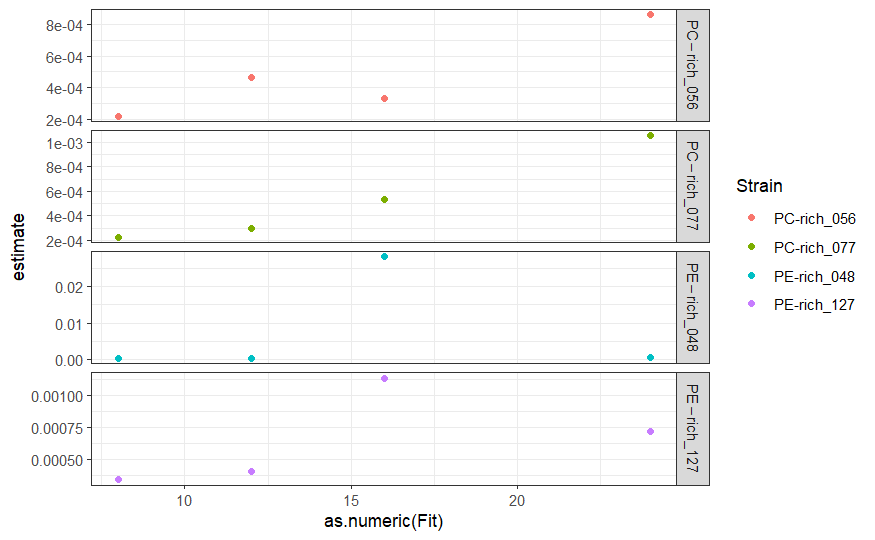 8e-04
6e-04
4e-04
2e-04
PC-rich_056
1e-03
8e-04
6e-04
4e-04
2e-04
PC-rich_077
0.02
0.01
0.00
PE-rich_048
0.00100
0.00075
0.00050
PE-rich_127
10
15
20
as.numeric(Fit)
estimate
Strain
PC-rich_056
PC-rich_077
PE-rich_048
PE-rich_127